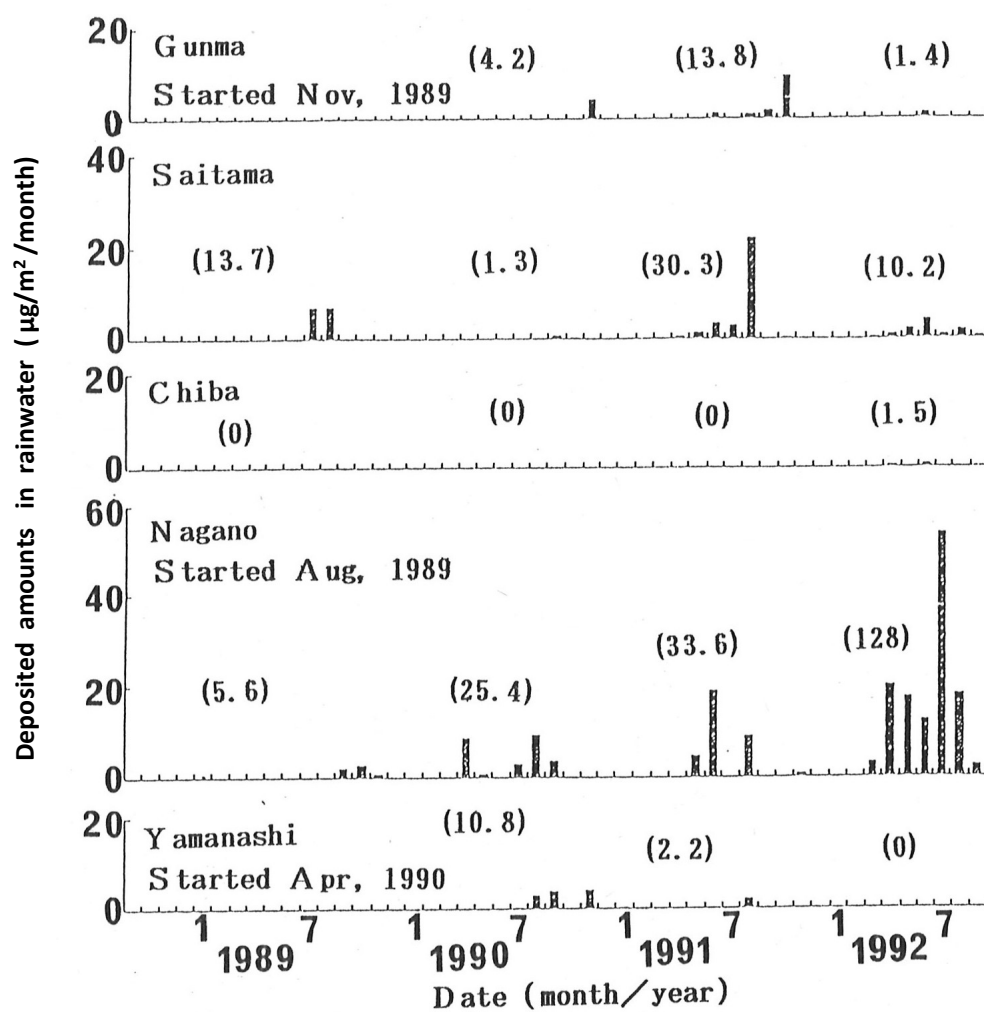 Deposited amounts in rainwater (µg/m²/month)
20
Gunma (4.2) (13.8) (1.4)
Started Nov, 1989
0
40
Saitama
20
(13.7) (1.3) (30.3) (10.2)
0
20
Chiba
(0) (0) (0) (1.5)
0
60
Nagano
Started Aug, 1989
40
(33.6) (128)
20
(5.6) (25.4)
0
20
Yamanashi (10.8) (2.2) (0)
Started Apr, 1990
0
1 7 1 7 1 7 1 7
1989 1990 1991 1992
Date (month/year)